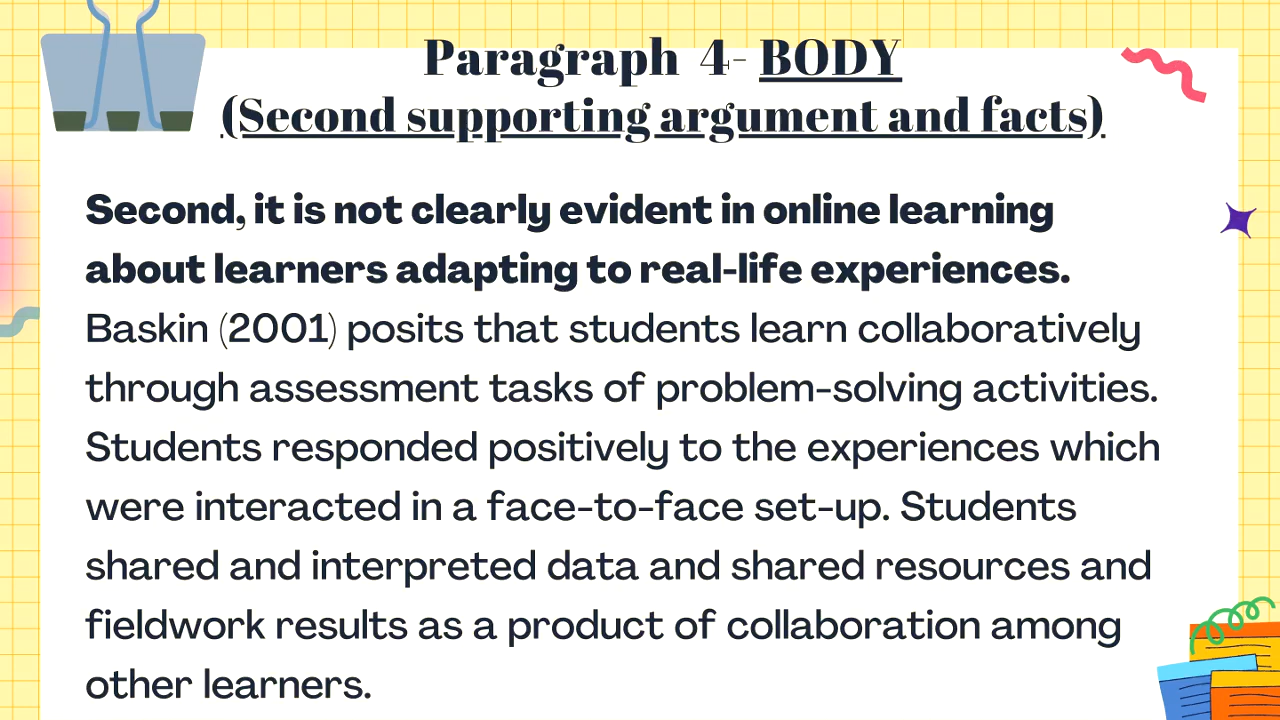 Paragraph 4- BODY
(Second supporting argument and facts)
Second, it is not clearly evident in online learning
about learners adapting to real-life experiences.
Baskin (2001) posits that students learn collaboratively
through assessment tasks of problem-solving activities.
Students responded positively to the experiences which
were interacted in a face-to-face set-up. Students
shared and interpreted data and shared resources and
fieldwork results as a product of collaboration among
other learners.